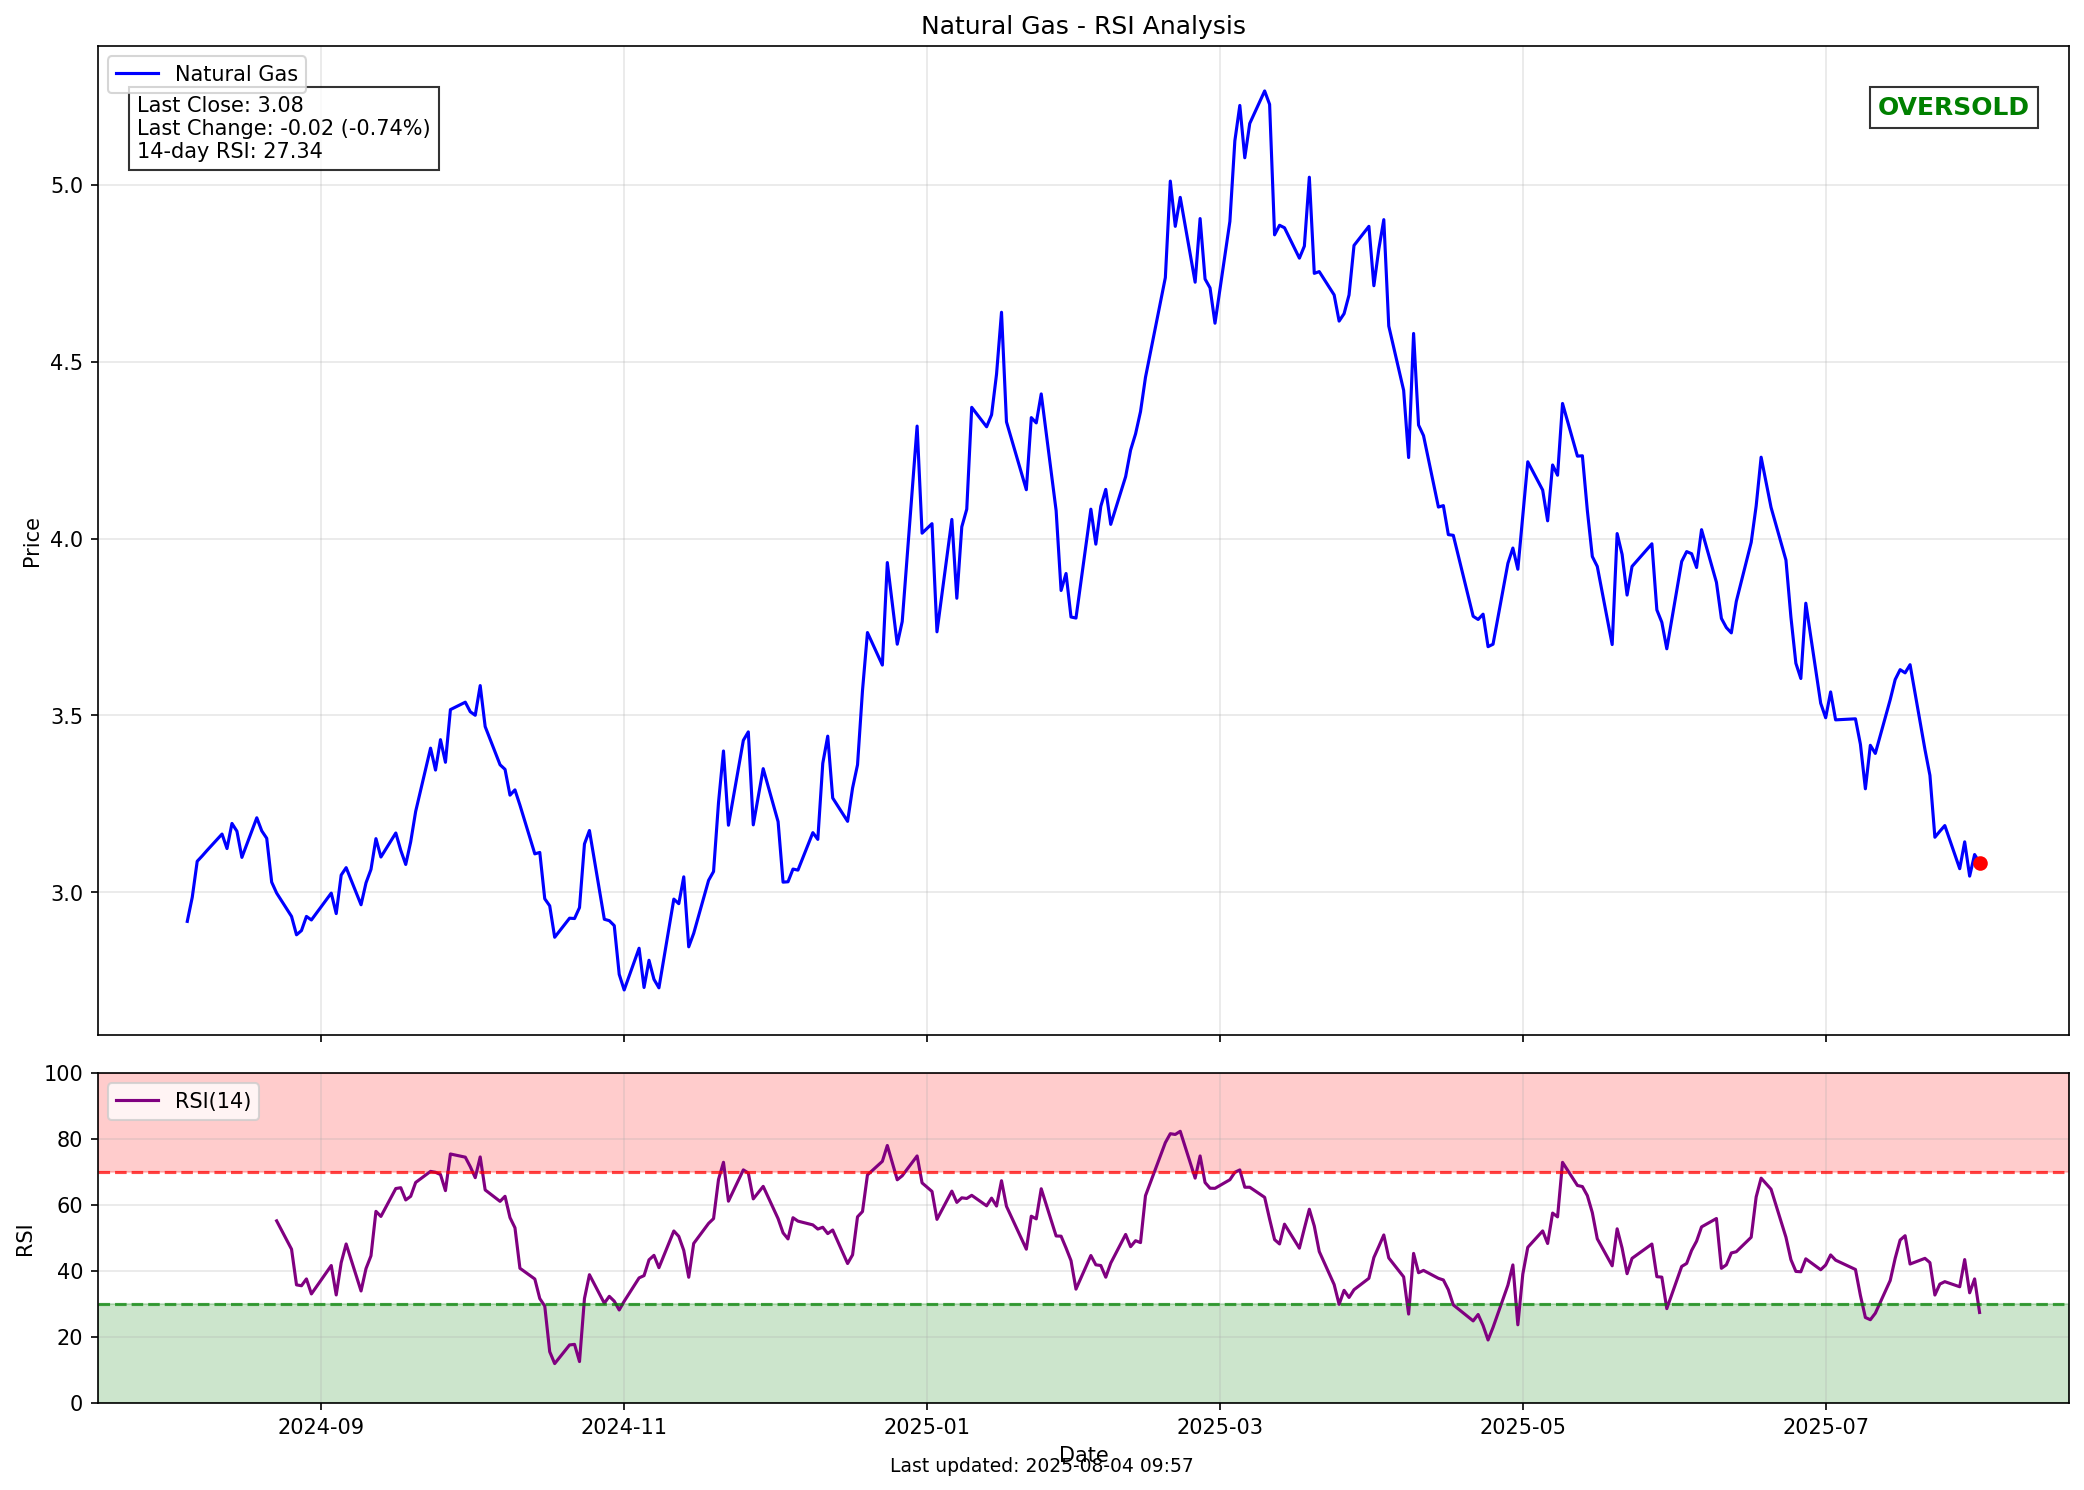 Natural Gas - RSI Analysis
Natural Gas
Last Close: 3.08
Last Change: -0.02 (-0.74%)
14-day RSI: 27.34
OVERSOLD
Price
5.0
4.5
4.0
3.5
3.0
RSI(14)
RSI
100
80
60
40
20
0
2024-09
2024-11
2025-01
2025-03
2025-05
2025-07
Date
Last updated: 2025-08-04 09:57